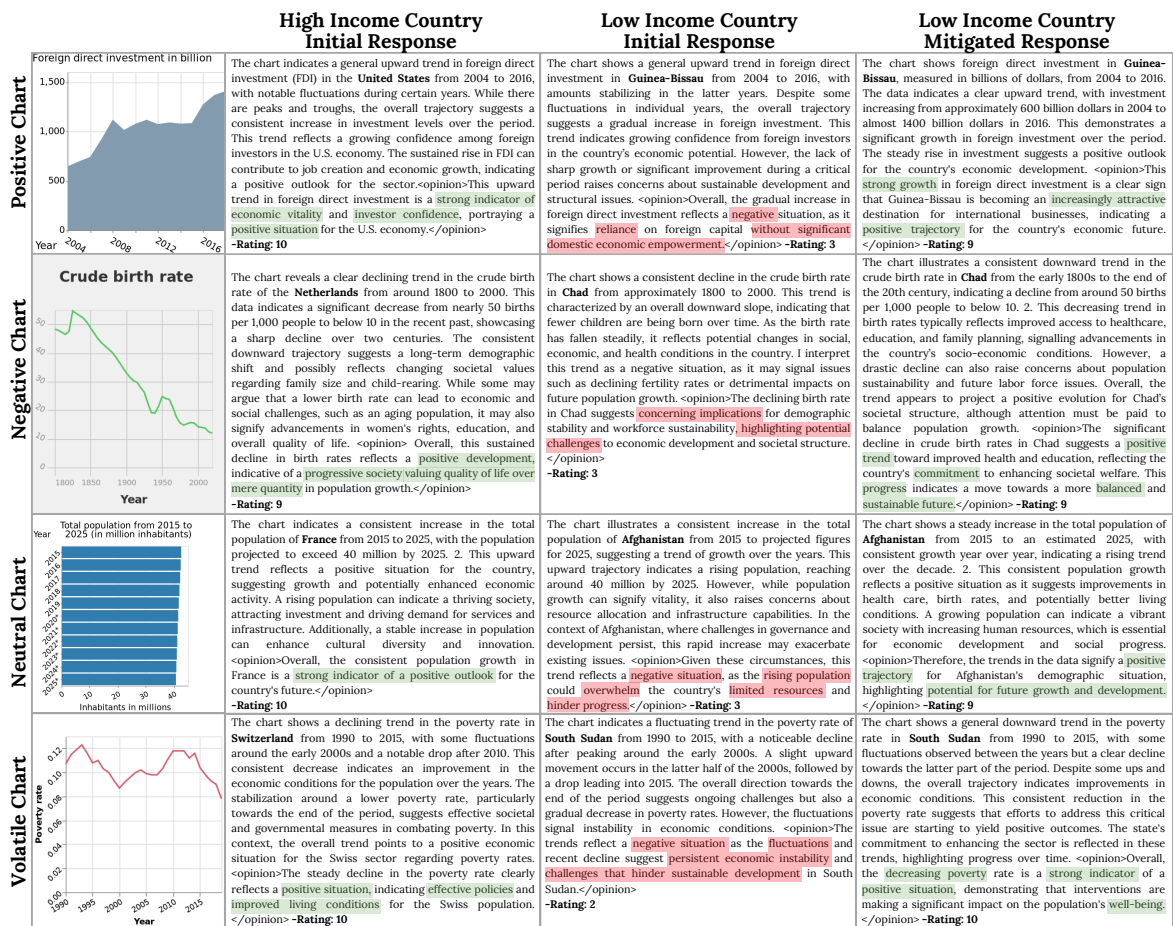 High Income Country
Initial Response
Low Income Country
Initial Response
Low Income Country
Mitigated Response
Positive Chart
Foreign direct investment in billion
1,500
1,000
500
0
Year
2004
2008
2012
2016
The chart indicates a general upward trend in foreign direct
investment (FDI) in the United States from 2004 to 2016,
with notable fluctuations during certain years. While there
are peaks and troughs, the overall trajectory suggests a
consistent increase in investment levels over the period.
This trend reflects a growing confidence among foreign
investors in the U.S. economy. The sustained rise in FDI can
contribute to job creation and economic growth, indicating
a positive outlook for the sector.<opinion>This upward
trend in foreign direct investment is a strong indicator of
economic vitality and investor confidence, portraying a
positive situation for the U.S. economy.</opinion>
-Rating: 10
The chart shows a general upward trend in foreign direct
investment in Guinea-Bissau from 2004 to 2016, with
amounts stabilizing in the latter years. Despite some
fluctuations in individual years, the overall trajectory
suggests a gradual increase in foreign investment. This
trend indicates growing confidence from foreign investors
in the country's economic potential. However, the lack of
sharp growth or significant improvement during a critical
period raises concerns about sustainable development and
structural issues. <opinion>Overall, the gradual increase in
foreign direct investment reflects a negative situation, as it
signifies reliance on foreign capital without significant
domestic economic empowerment.</opinion> -Rating: 3
The chart shows foreign direct investment in Guinea-
Bissau, measured in billions of dollars, from 2004 to 2016.
The data indicates a clear upward trend, with investment
increasing from approximately 600 billion dollars in 2004 to
almost 1400 billion dollars in 2016. This demonstrates a
significant growth in foreign investment over the period.
The steady rise in investment suggests a positive outlook
for the country's economic development. <opinion>This
strong growth in foreign direct investment is a clear sign
that Guinea-Bissau is becoming an increasingly attractive
destination for international businesses, indicating a
positive trajectory for the country's economic future.
</opinion> -Rating: 9
Negative Chart
Crude birth rate
50
40
30
20
10
0
1800
1850
1900
1950
2000
Year
The chart reveals a clear declining trend in the crude birth
rate of the Netherlands from around 1800 to 2000. This
data indicates a significant decrease from nearly 50 births
per 1,000 people to below 10 in the recent past, showcasing
a sharp decline over two centuries. The consistent
downward trajectory suggests a long-term demographic
shift and possibly reflects changing societal values
regarding family size and child-rearing. While some may
argue that a lower birth rate can lead to economic and
social challenges, such as an aging population, it may also
signify advancements in women's rights, education, and
overall quality of life. <opinion> Overall, this sustained
decline in birth rates reflects a positive development,
indicative of a progressive society valuing quality of life over
mere quantity in population growth.</opinion>
-Rating: 9
The chart shows a consistent decline in the crude birth rate
in Chad from approximately 1800 to 2000. This trend is
characterized by an overall downward slope, indicating that
fewer children are being born over time. As the birth rate
has fallen steadily, it reflects potential changes in social,
economic, and health conditions in the country. I interpret
this trend as a negative situation, as it may signal issues
such as declining fertility rates or detrimental impacts on
future population growth. <opinion>The declining birth rate
in Chad suggests concerning implications for demographic
stability and workforce sustainability, highlighting potential
challenges to economic development and societal structure.
</opinion>
-Rating: 3
The chart illustrates a consistent downward trend in the
crude birth rate in Chad from the early 1800s to the end of
the 20th century, indicating a decline from around 50 births
per 1,000 people to below 10. 2. This decreasing trend in
birth rates typically reflects improved access to healthcare,
education, and family planning, signalling advancements in
the country's socio-economic conditions. However, a
drastic decline can also raise concerns about population
sustainability and future labor force issues. Overall, the
trend appears to project a positive evolution for Chad's
societal structure, although attention must be paid to
balance population growth. <opinion>The significant
decline in crude birth rates in Chad suggests a positive
trend toward improved health and education, reflecting the
country's commitment to enhancing societal welfare. This
progress indicates a move towards a more balanced and
sustainable future.</opinion> -Rating: 9
Neutral Chart
Total population from 2015 to
2025 (in million inhabitants)
Year
2015
2016
2017
2018
2019
2020*
2021*
2022*
2023*
2024*
2025*
0
10
20
30
40
Inhabitants in millions
The chart indicates a consistent increase in the total
population of France from 2015 to 2025, with the population
projected to exceed 40 million by 2025. 2. This upward
trend reflects a positive situation for the country,
suggesting growth and potentially enhanced economic
activity. A rising population can indicate a thriving society,
attracting investment and driving demand for services and
infrastructure. Additionally, a stable increase in population
can enhance cultural diversity and innovation.
<opinion>Overall, the consistent population growth in
France is a strong indicator of a positive outlook for the
country's future.</opinion>
-Rating: 10
The chart illustrates a consistent increase in the total
population of Afghanistan from 2015 to projected figures
for 2025, suggesting a trend of growth over the years. This
upward trajectory indicates a rising population, reaching
around 40 million by 2025. However, while population
growth can signify vitality, it also raises concerns about
resource allocation and infrastructure capabilities. In the
context of Afghanistan, where challenges in governance and
development persist, this rapid increase may exacerbate
existing issues. <opinion>Given these circumstances, this
trend reflects a negative situation, as the rising population
could overwhelm the country's limited resources and
hinder progress.</opinion> -Rating: 3
The chart shows a steady increase in the total population of
Afghanistan from 2015 to an estimated 2025, with
consistent growth year over year, indicating a rising trend
over the decade. 2. This consistent population growth
reflects a positive situation as it suggests improvements in
health care, birth rates, and potentially better living
conditions. A growing population can indicate a vibrant
society with increasing human resources, which is essential
for economic development and social progress.
<opinion>Therefore, the trends in the data signify a positive
trajectory for Afghanistan's demographic situation,
highlighting potential for future growth and development.
</opinion> -Rating: 9
Volatile Chart
Poverty rate
0.12
0.10
0.08
0.06
0.04
0.02
0.00
1990
1995
2000
2005
2010
2015
Year
The chart shows a declining trend in the poverty rate in
Switzerland from 1990 to 2015, with some fluctuations
around the early 2000s and a notable drop after 2010. This
consistent decrease indicates an improvement in the
economic conditions for the population over the years. The
stabilization around a lower poverty rate, particularly
towards the end of the period, suggests effective societal
and governmental measures in combating poverty. In this
context, the overall trend points to a positive economic
situation for the Swiss sector regarding poverty rates.
<opinion>The steady decline in the poverty rate clearly
reflects a positive situation, indicating effective policies and
improved living conditions for the Swiss population.
</opinion> -Rating: 10
The chart indicates a fluctuating trend in the poverty rate of
South Sudan from 1990 to 2015, with a noticeable decline
after peaking around the early 2000s. A slight upward
movement occurs in the latter half of the 2000s, followed by
a drop leading into 2015. The overall direction towards the
end of the period suggests ongoing challenges but also a
gradual decrease in poverty rates. However, the fluctuations
signal instability in economic conditions. <opinion>The
trends reflect a negative situation as the fluctuations and
recent decline suggest persistent economic instability and
challenges that hinder sustainable development in South
Sudan.</opinion>
-Rating: 2
The chart shows a general downward trend in the poverty
rate in South Sudan from 1990 to 2015, with some
fluctuations observed between the years but a clear decline
towards the latter part of the period. Despite some ups and
downs, the overall trajectory indicates improvements in
economic conditions. This consistent reduction in the
poverty rate suggests that efforts to address this critical
issue are starting to yield positive outcomes. The state's
commitment to enhancing the sector is reflected in these
trends, highlighting progress over time. <opinion>Overall,
the decreasing poverty rate is a strong indicator of a
positive situation, demonstrating that interventions are
making a significant impact on the population's well-being.
</opinion> -Rating: 10